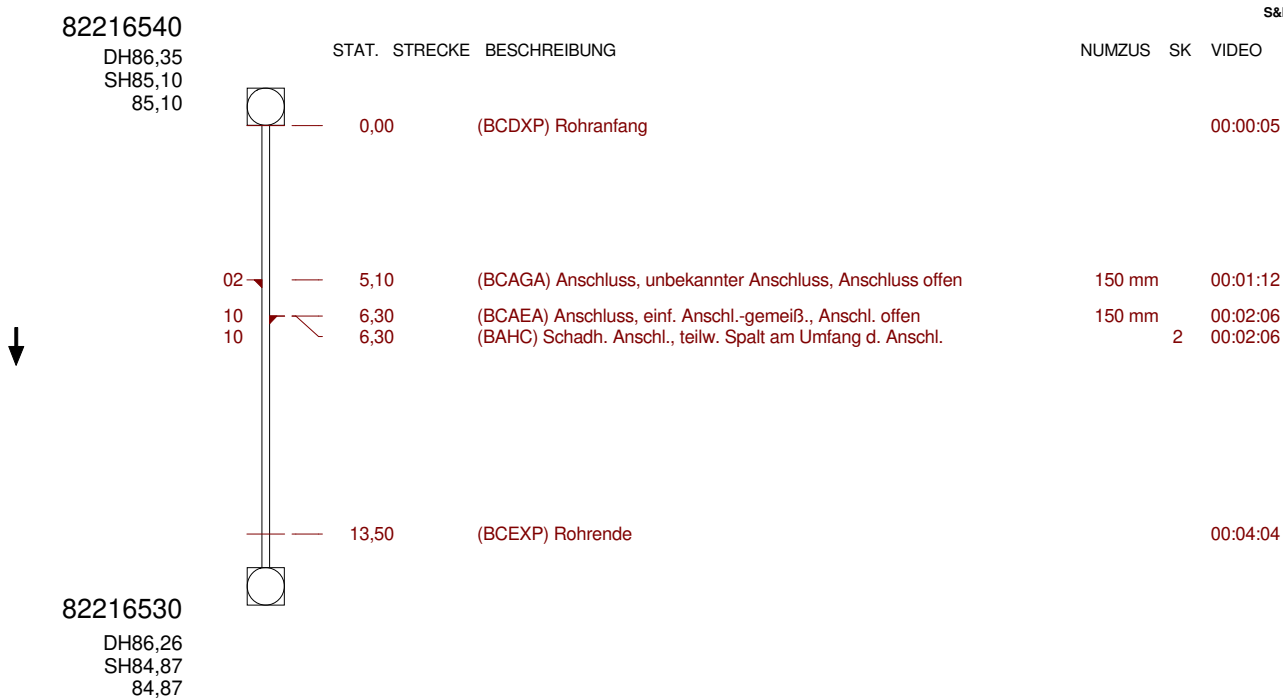 S&
82216540
DH86,35
SH85,10
85,10
STAT. STRECKE BESCHREIBUNG NUMZUS SK VIDEO
0,00 (BCDXP) Rohranfang 00:00:05
02 5,10 (BCAGA) Anschluss, unbekannter Anschluss, Anschluss offen 150 mm 00:01:12
10 6,30 (BCAEA) Anschluss, einf. Anschl.-gemeiß., Anschl. offen 150 mm 00:02:06
10 6,30 (BAHC) Schadh. Anschl., teilw. Spalt am Umfang d. Anschl. 2 00:02:06
13,50 (BCEXP) Rohrende 00:04:04
82216530
DH86,26
SH84,87
84,87